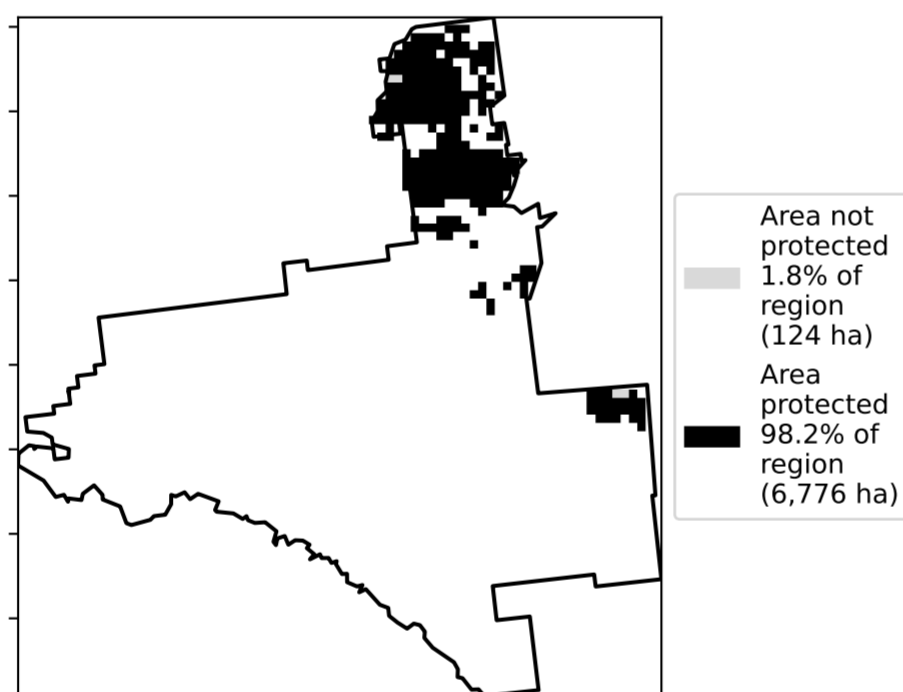 Area not
protected
1.8% of
region
(124 ha)
Area
protected
98.2% of
region
(6,776 ha)